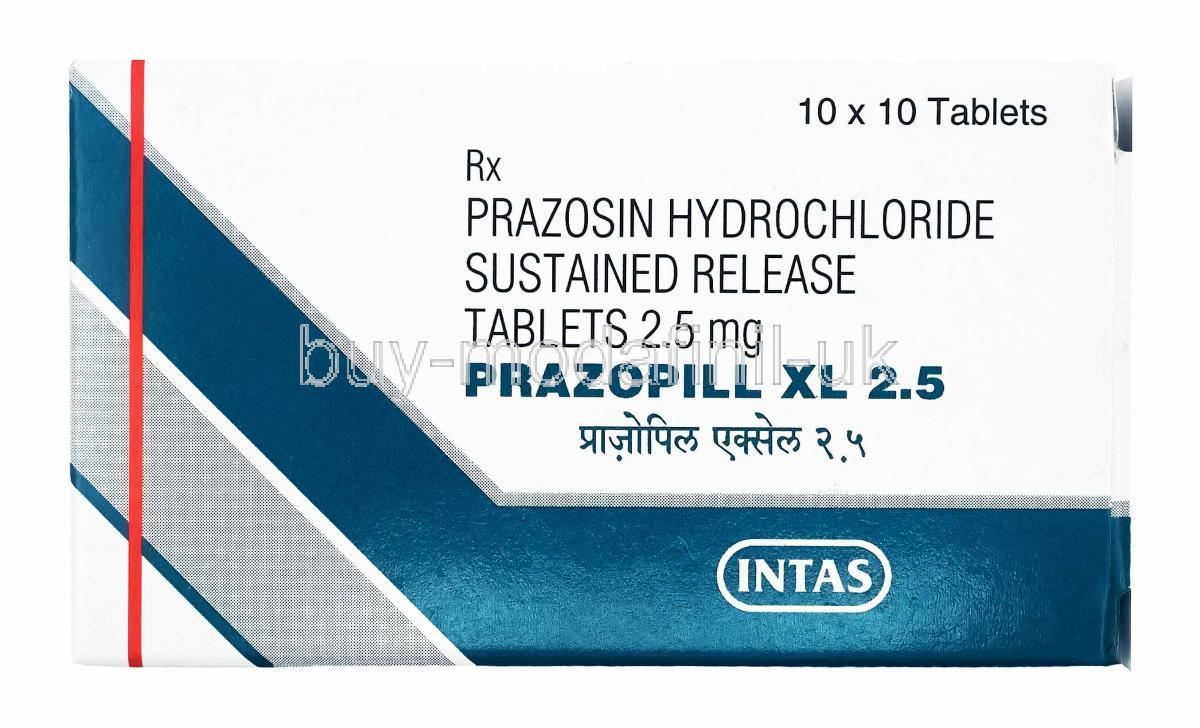 10 x 10 Tablets
Rx
PRAZOSIN HYDROCHLORIDE
SUSTAINED RELEASE
TABLETS 2.5 mg
buy-modafinil-uk
PRAZOPILL XL 2.5
प्राज़ोपिल एक्सेल २.५
INTAS